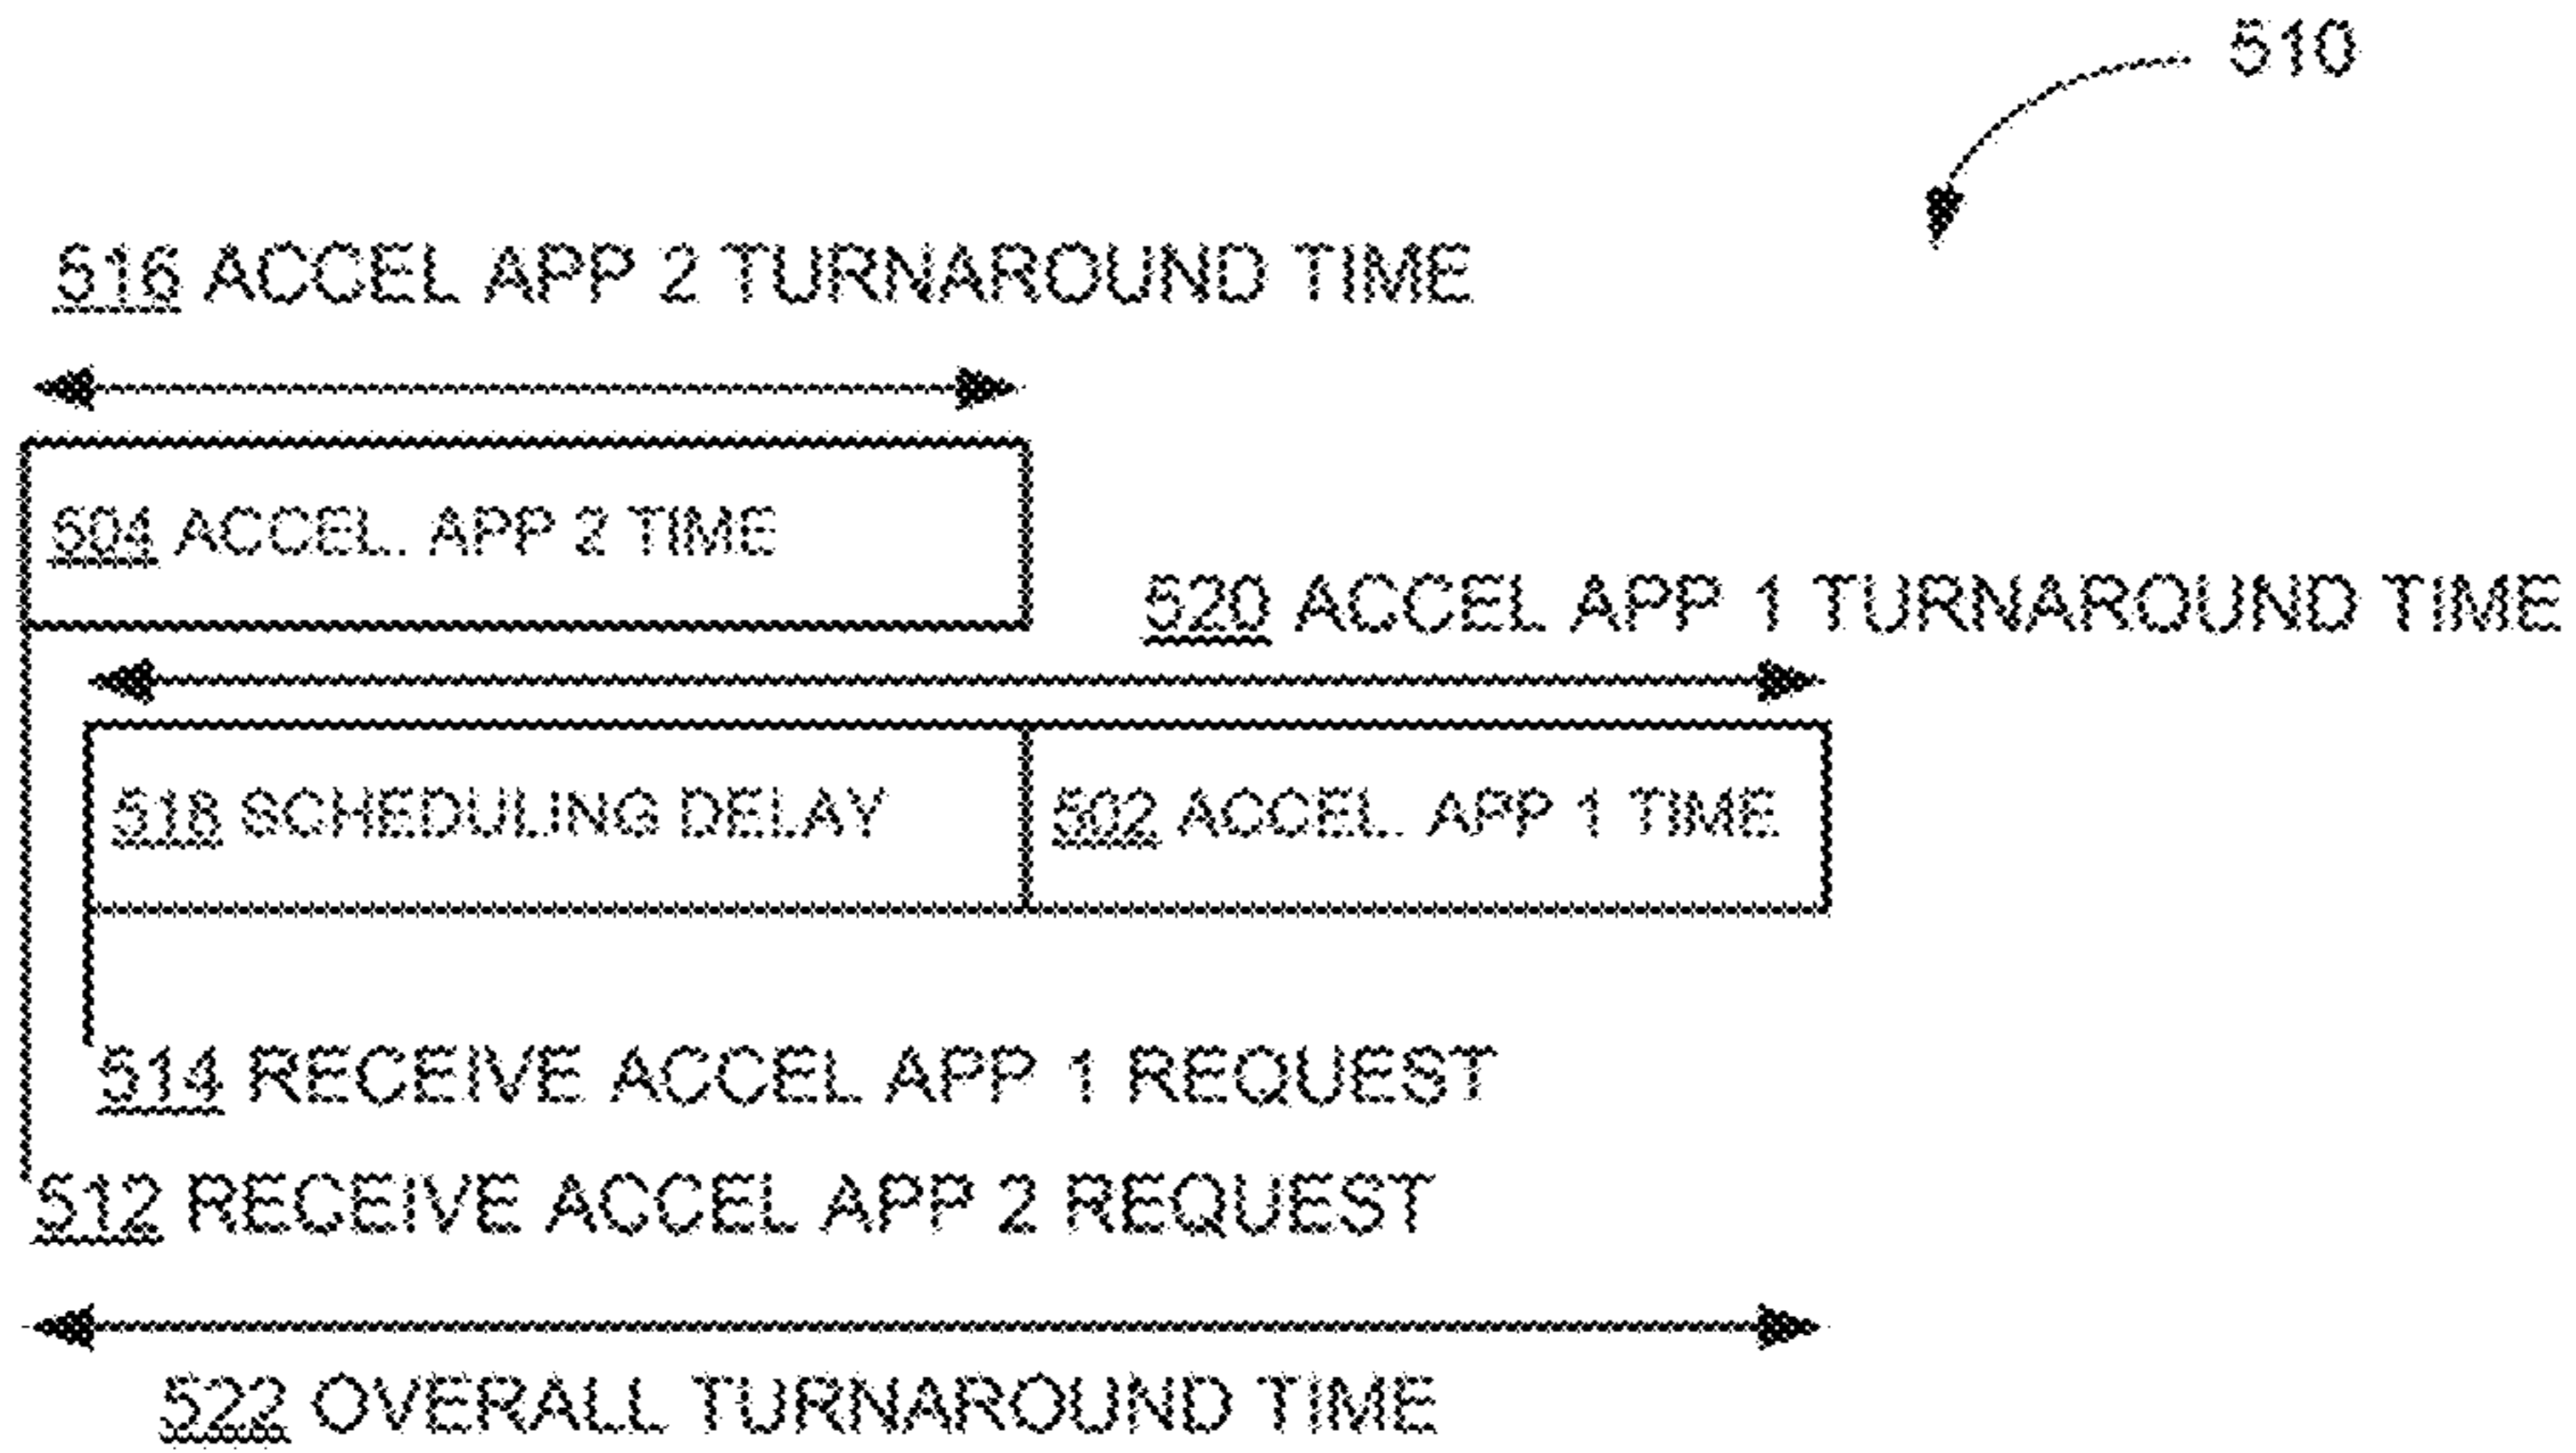 510
516 ACCEL APP 2 TURNAROUND TIME
504 ACCEL. APP 2 TIME
520 ACCEL APP 1 TURNAROUND TIME
518 SCHEDULING DELAY
502 ACCEL. APP 1 TIME
514 RECEIVE ACCEL APP 1 REQUEST
512 RECEIVE ACCEL APP 2 REQUEST
522 OVERALL TURNAROUND TIME